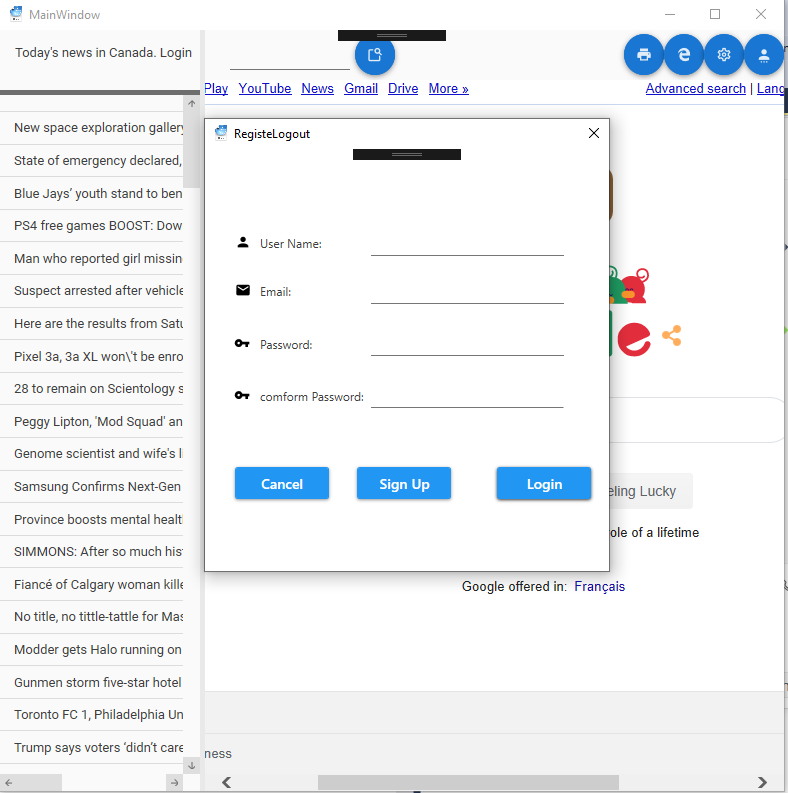 MainWindow
Today's news in Canada. Login
Play YouTube News Gmail Drive More »
Advanced search | Lang
New space exploration gallery
State of emergency declared,
Blue Jays' youth stand to ben
PS4 free games BOOST: Dow
Man who reported girl missin
Suspect arrested after vehicle
Here are the results from Satu
Pixel 3a, 3a XL won\'t be enro
28 to remain on Scientology s
Peggy Lipton, 'Mod Squad' an
Genome scientist and wife's li
Samsung Confirms Next-Gen
Province boosts mental healt
SIMMONS: After so much hist
Fiancé of Calgary woman kille
No title, no tittle-tattle for Mas
Modder gets Halo running on
Gunmen storm five-star hotel
Toronto FC 1, Philadelphia Un
Trump says voters 'didn't care
RegisteLogout
User Name:
Email:
Password:
comform Password:
Cancel Sign Up Login
eling Lucky
ole of a lifetime
Google offered in: Français
ness